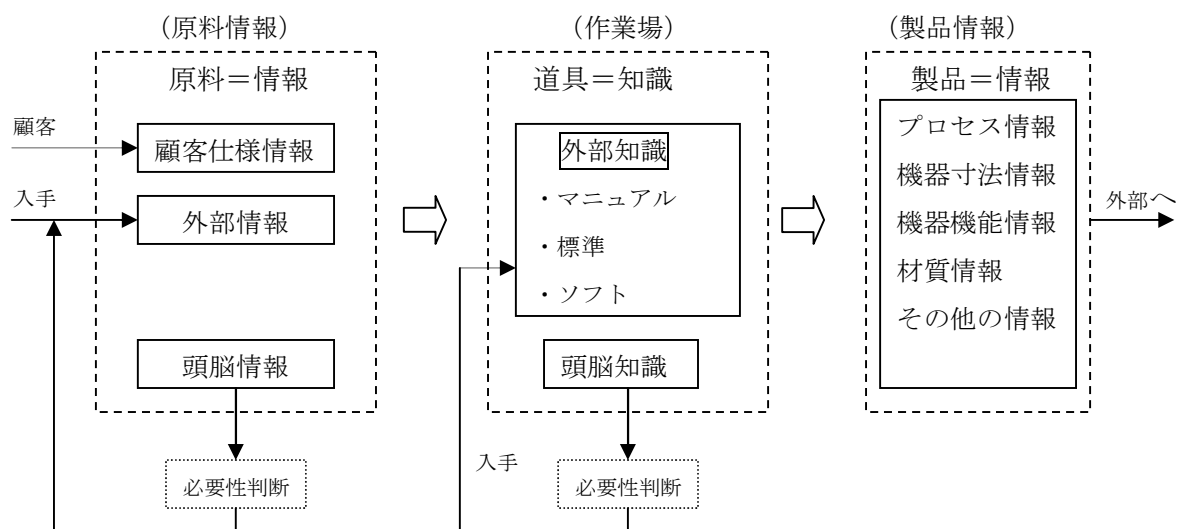 （原料情報）
原料＝情報
顧客
顧客仕様情報
入手
外部情報
頭脳情報
必要性判断
（作業場）
道具＝知識
外部知識
・マニュアル
・標準
・ソフト
頭脳知識
入手
必要性判断
（製品情報）
製品＝情報
プロセス情報
機器寸法情報
機器機能情報
材質情報
その他の情報
外部へ